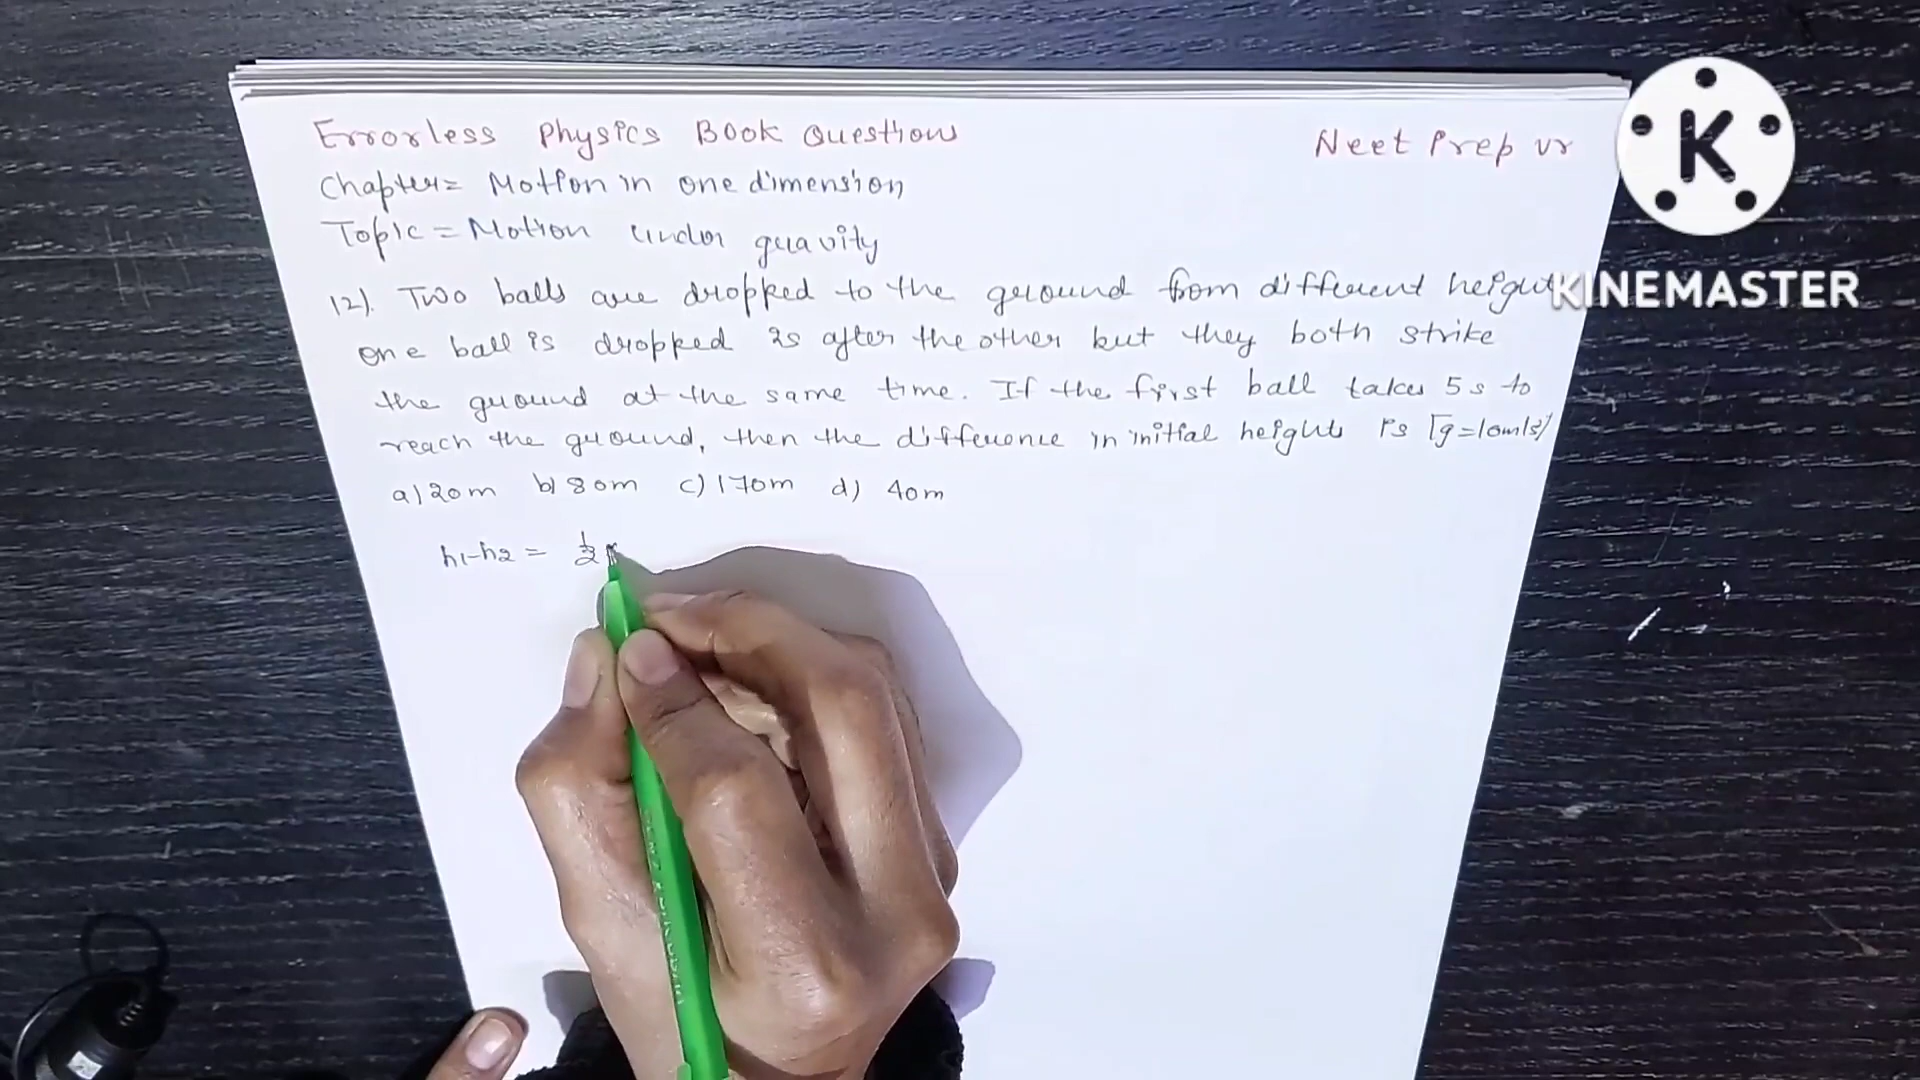 Errorless Physics Book Questions
Neet Prep vr
K
KINEMASTER
Chapter= Motion in one dimension
Topic = Motion under gravity
12). Two balls are dropped to the ground from different height
one ball is dropped 2s after the other but they both strike
the ground at the same time. If the first ball takes 5s to
reach the ground, then the difference in initial heights is [g=10m/s²]
a) 20m b) 80m c) 170m d) 40m
h1-h2 = 1/2